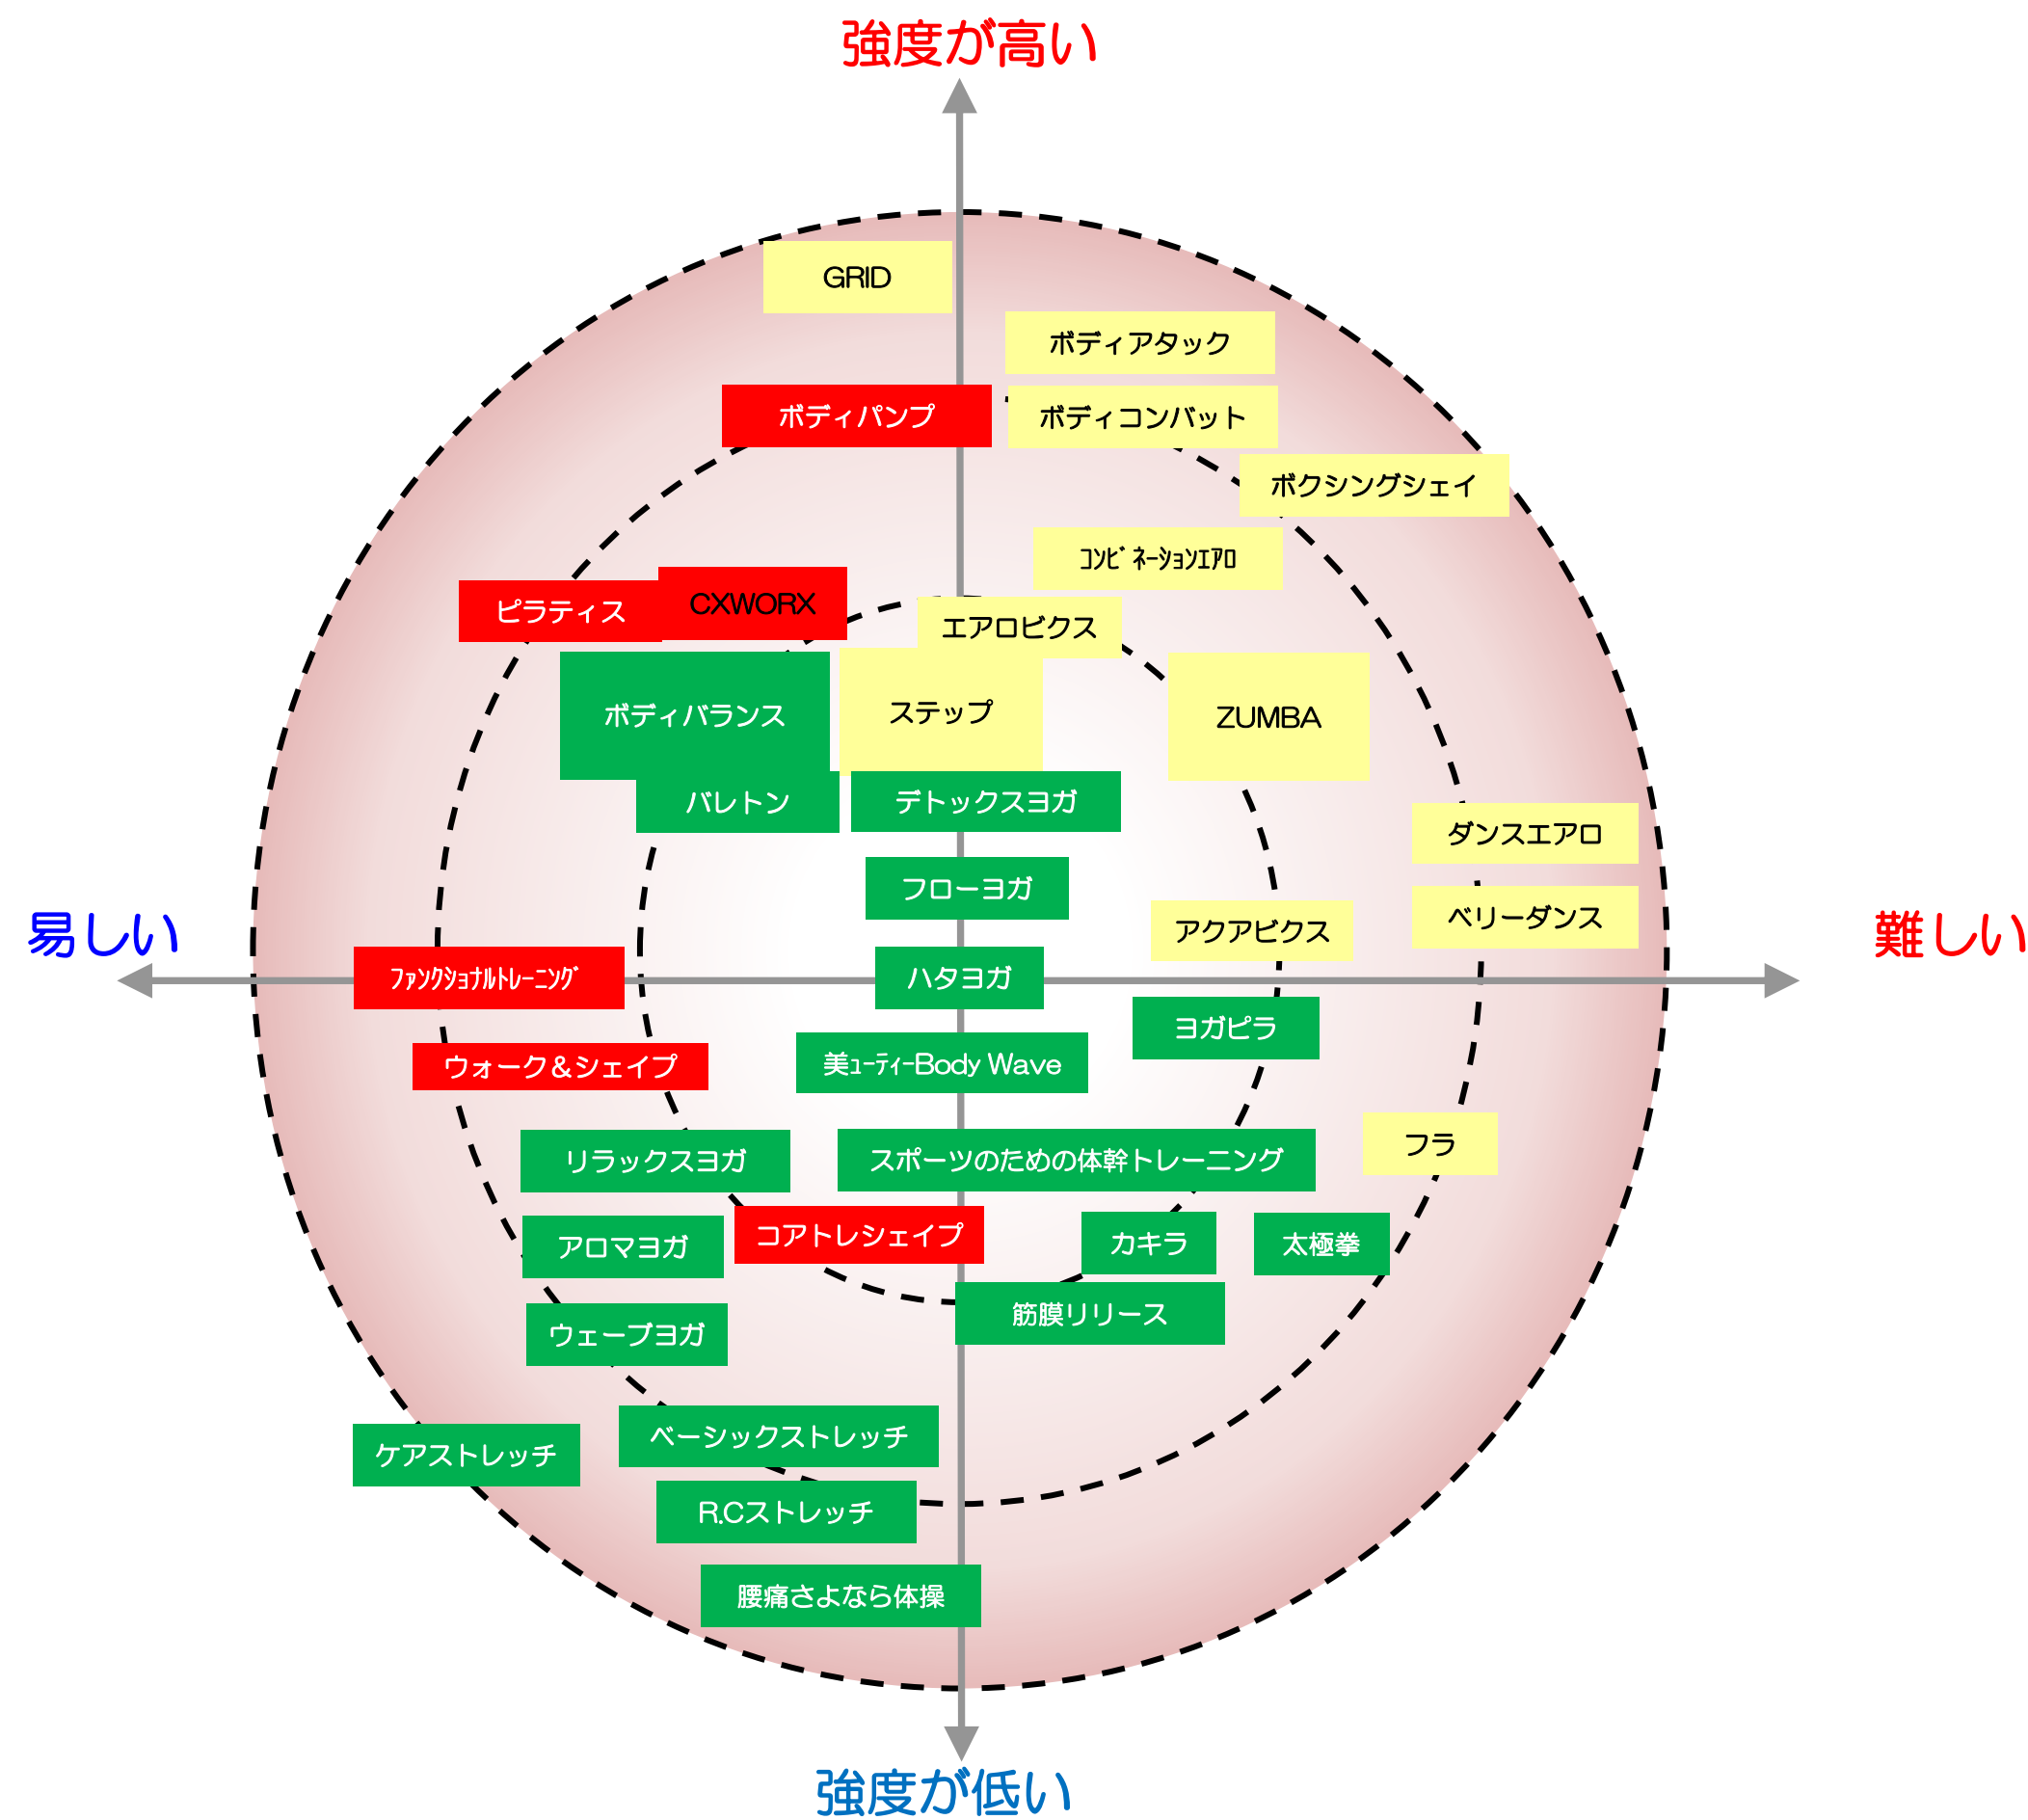 強度が高い
GRID
ボディアタック
ボディパンプ
ボディコンバット
ボクシングシェイ
ｺﾝﾋﾞﾈｰｼｮﾝｴｱﾛ
ピラティス
CXWORX
エアロビクス
ボディバランス
ステップ
ZUMBA
バレトン
デトックスヨガ
ダンスエアロ
フローヨガ
アクアビクス
ベリーダンス
易しい
難しい
ﾌｧﾝｸｼｮﾅﾙﾄﾚｰﾆﾝｸﾞ
ハタヨガ
ヨガピラ
ウォーク＆シェイプ
美ｭｰﾃｨｰBody Wave
フラ
リラックスヨガ
スポーツのための体幹トレーニング
アロマヨガ
コアトレシェイプ
カキラ
太極拳
ウェーブヨガ
筋膜リリース
ケアストレッチ
ベーシックストレッチ
R.Cストレッチ
腰痛さよなら体操
強度が低い